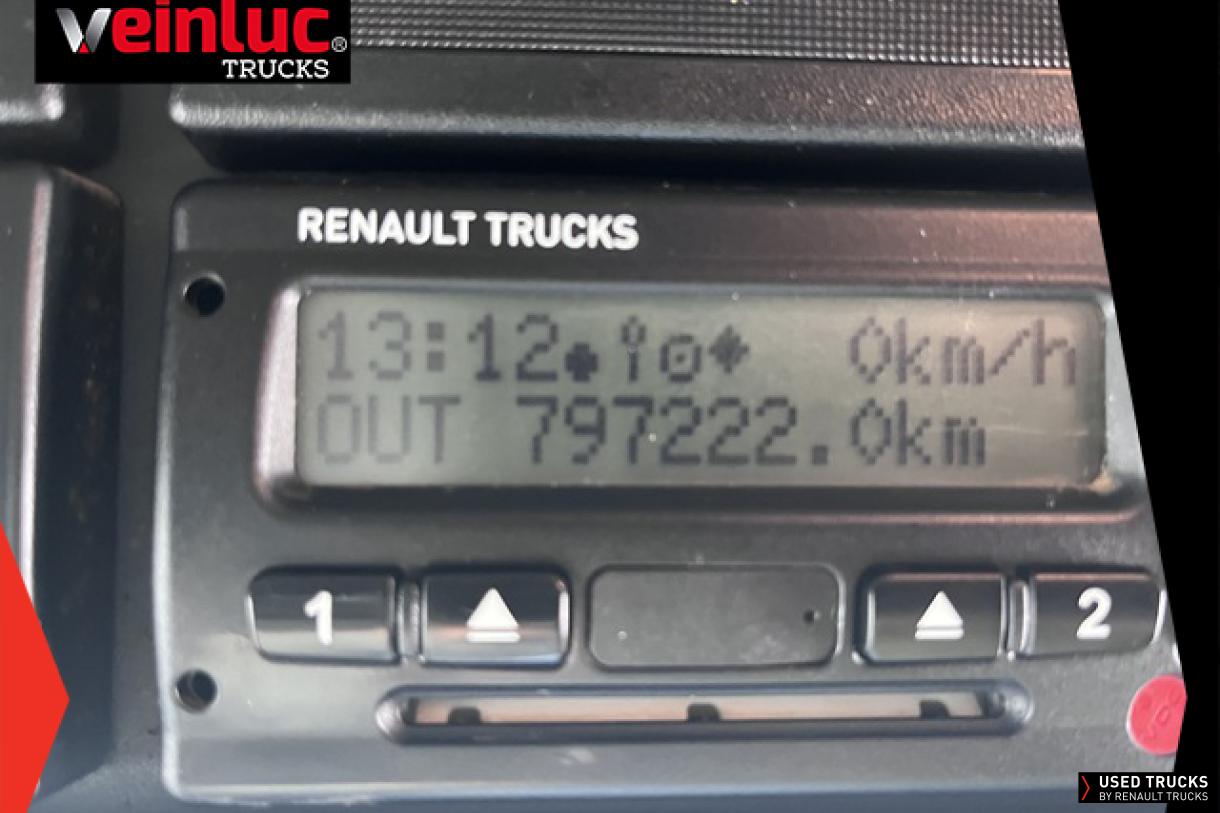 veinluc®
TRUCKS
RENAULT TRUCKS
13:12 0km/h
OUT 797222.0km
1
2
USED TRUCKS
BY RENAULT TRUCKS